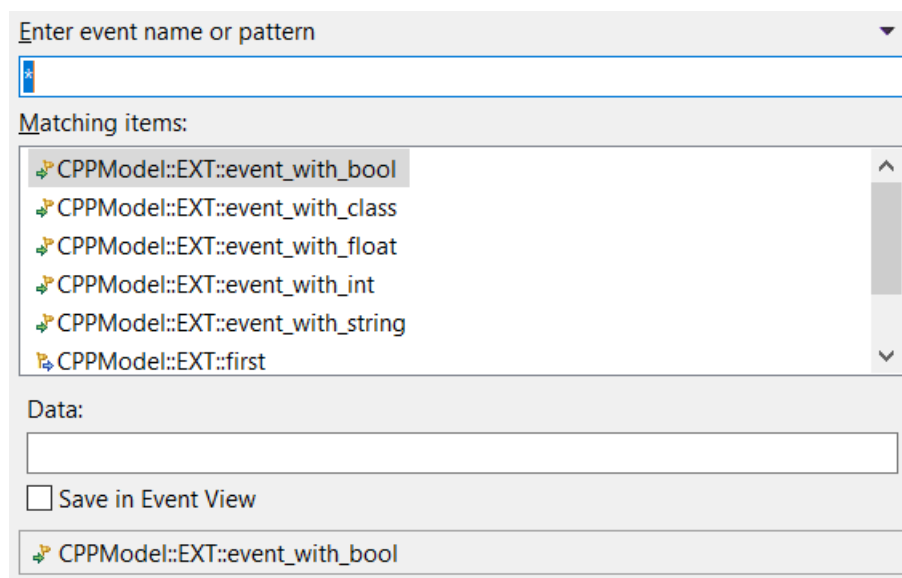 Enter event name or pattern
*
Matching items:
CPPModel::EXT::event_with_bool
CPPModel::EXT::event_with_class
CPPModel::EXT::event_with_float
CPPModel::EXT::event_with_int
CPPModel::EXT::event_with_string
CPPModel::EXT::first
Data:
Save in Event View
CPPModel::EXT::event_with_bool